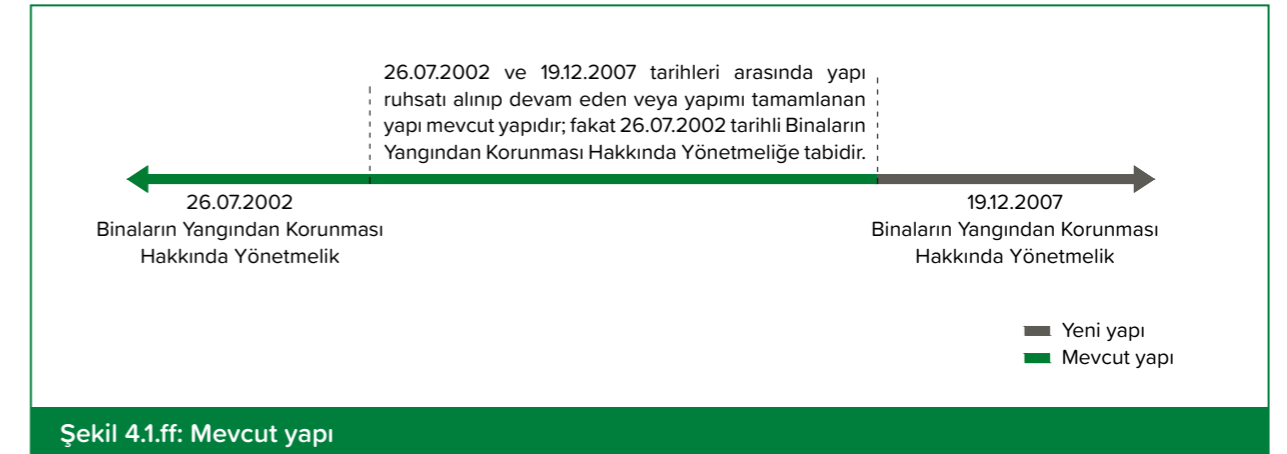 26.07.2002 ve 19.12.2007 tarihleri arasında yapı
ruhsatı alınıp devam eden veya yapımı tamamlanan
yapı mevcut yapıdır; fakat 26.07.2002 tarihli Binaların
Yangından Korunması Hakkında Yönetmeliğe tabidir.
26.07.2002
Binaların Yangından Korunması
Hakkında Yönetmelik
19.12.2007
Binaların Yangından Korunması
Hakkında Yönetmelik
Yeni yapı
Mevcut yapı
Şekil 4.1.ff: Mevcut yapı